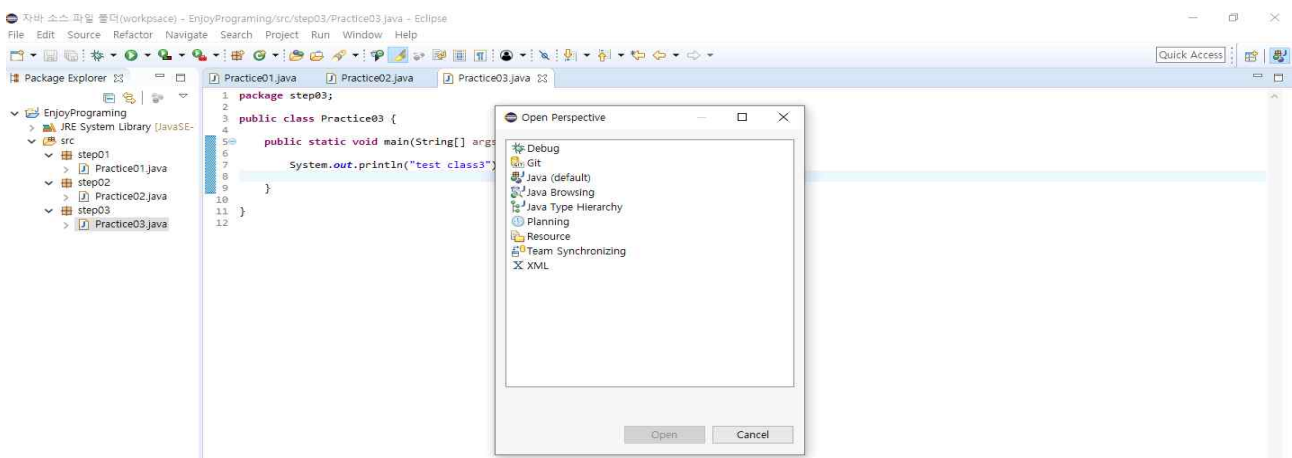 자바 소스 파일 폴더(workpsace) - EnjoyPrograming/src/step03/Practice03.java - Eclipse
File Edit Source Refactor Navigate Search Project Run Window Help
Quick Access
Package Explorer
Practice01.java Practice02.java Practice03.java
EnjoyPrograming
JRE System Library [JavaSE-
src
step01
Practice01.java
step02
Practice02.java
step03
Practice03.java
1 package step03;
2
3 public class Practice03 {
4
5 public static void main(String[] args
6
7 System.out.println("test class3")
8
9 }
10
11 }
12
Open Perspective
Debug
Git
Java (default)
Java Browsing
Java Type Hierarchy
Planning
Resource
Team Synchronizing
XML
Open Cancel